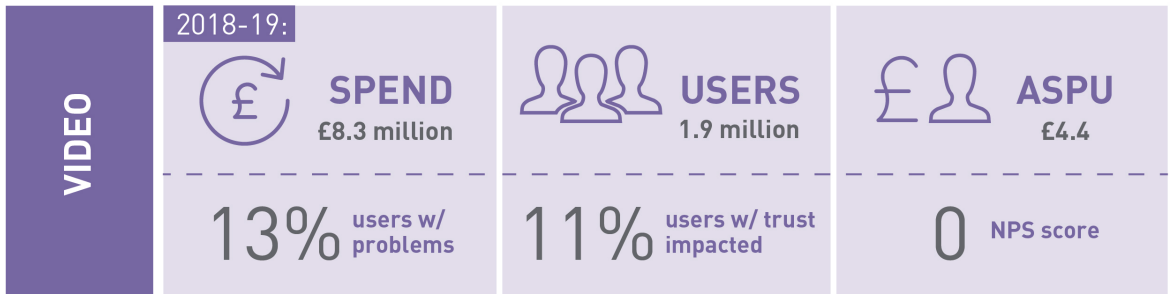 VIDEO
2018-19:
£
SPEND
£8.3 million
USERS
1.9 million
£
ASPU
£4.4
13%
users w/
problems
11%
users w/ trust
impacted
0
NPS score